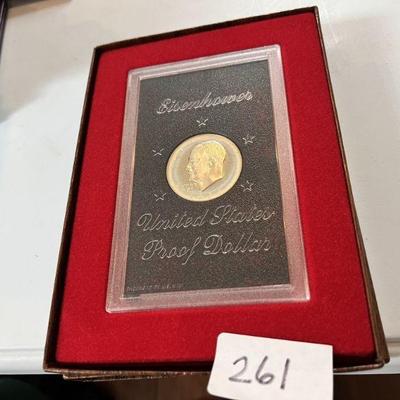 Eisenhower
United States
Proof Dollar
261